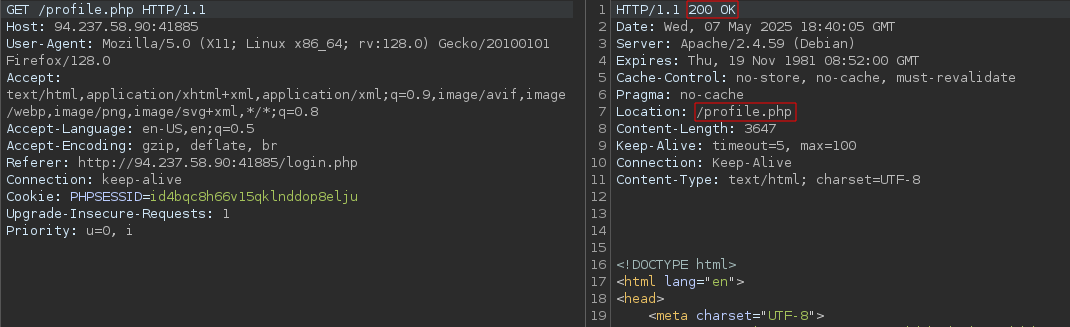 GET /profile.php HTTP/1.1
Host: 94.237.58.90:41885
User-Agent: Mozilla/5.0 (X11; Linux x86_64; rv:128.0) Gecko/20100101
Firefox/128.0
Accept:
text/html,application/xhtml+xml,application/xml;q=0.9,image/avif,image
/webp,image/png,image/svg+xml,*/*;q=0.8
Accept-Language: en-US,en;q=0.5
Accept-Encoding: gzip, deflate, br
Referer: http://94.237.58.90:41885/login.php
Connection: keep-alive
Cookie: PHPSESSID=id4bqc8h66v15qklnddop8elju
Upgrade-Insecure-Requests: 1
Priority: u=0, i
1 HTTP/1.1 200 OK
2 Date: Wed, 07 May 2025 18:40:05 GMT
3 Server: Apache/2.4.59 (Debian)
4 Expires: Thu, 19 Nov 1981 08:52:00 GMT
5 Cache-Control: no-store, no-cache, must-revalidate
6 Pragma: no-cache
7 Location: /profile.php
8 Content-Length: 3647
9 Keep-Alive: timeout=5, max=100
10 Connection: Keep-Alive
11 Content-Type: text/html; charset=UTF-8
12
13
14
15
16 <!DOCTYPE html>
17 <html lang="en">
18 <head>
19 <meta charset="UTF-8">